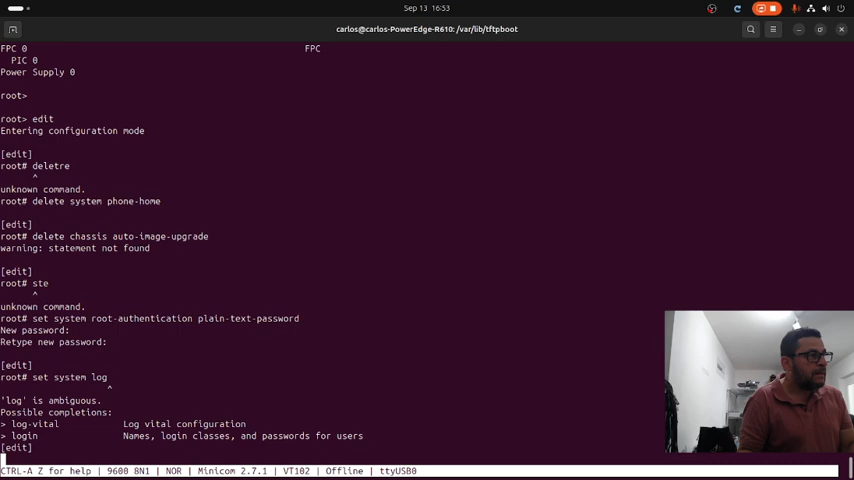 Sep 13 16:53
carlos@carlos-PowerEdge-R610: /var/lib/tftpboot
FPC 0 FPC
PIC 0
Power Supply 0
root>
root> edit
Entering configuration mode
[edit]
root# deletre
^
unknown command.
root# delete system phone-home
[edit]
root# delete chassis auto-image-upgrade
warning: statement not found
[edit]
root# ste
^
unknown command.
root# set system root-authentication plain-text-password
New password:
Retype new password:
[edit]
root# set system log
^
'log' is ambiguous.
Possible completions:
> log-vital Log vital configuration
> login Names, login classes, and passwords for users
[edit]
CTRL-A Z for help | 9600 8N1 | NOR | Minicom 2.7.1 | VT102 | Offline | ttyUSB0